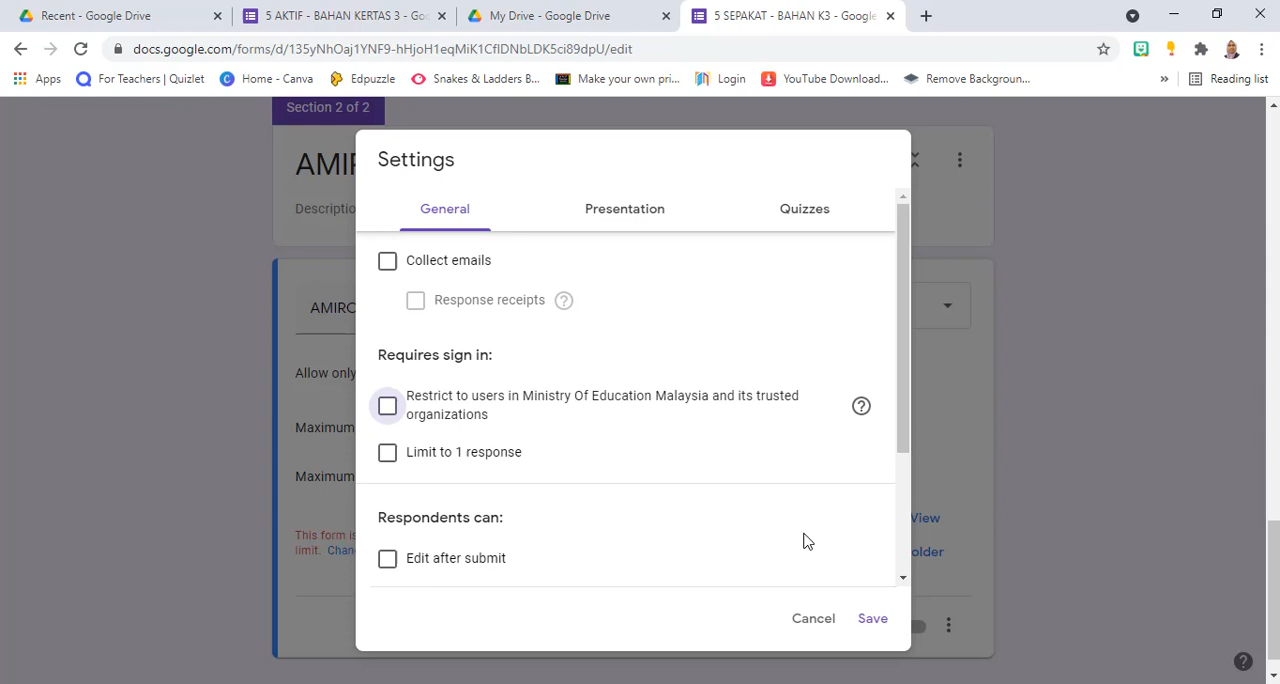 Recent - Google Drive
5 AKTIF - BAHAN KERTAS 3 - Go
My Drive - Google Drive
5 SEPAKAT - BAHAN K3 - Google
docs.google.com/forms/d/135yNhOaj1YNF9-hHjoH1eqMiK1CfIDNbLDK5ci89dpU/edit
Apps
For Teachers | Quizlet
Home - Canva
Edpuzzle
Snakes & Ladders B...
Make your own pri...
Login
YouTube Download...
Remove Backgroun...
»
Reading list
Section 2 of 2
Descriptio
AMIRC
Allow only
Maximum
Maximum
This form is
limit. Chan
View
older
Settings
General
Presentation
Quizzes
Collect emails
Response receipts
Requires sign in:
Restrict to users in Ministry Of Education Malaysia and its trusted
organizations
Limit to 1 response
Respondents can:
Edit after submit
Cancel
Save